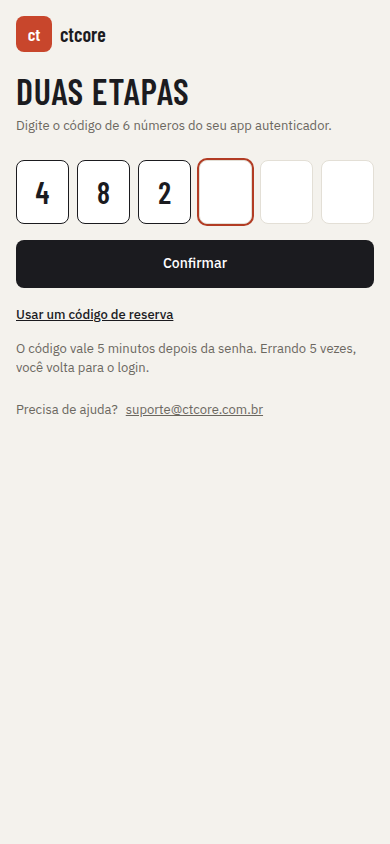 ct ctcore
DUAS ETAPAS
Digite o código de 6 números do seu app autenticador.
4 8 2
Confirmar
Usar um código de reserva
O código vale 5 minutos depois da senha. Errando 5 vezes,
você volta para o login.
Precisa de ajuda? suporte@ctcore.com.br